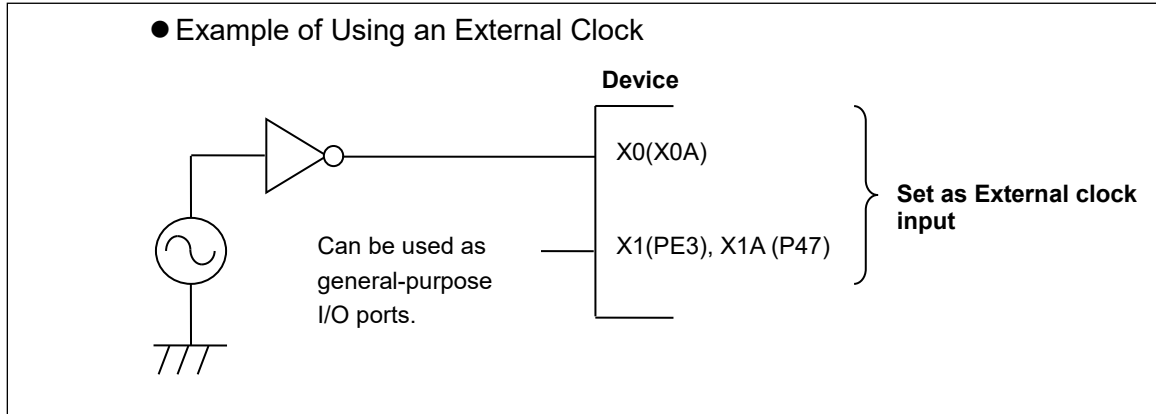 ● Example of Using an External Clock
Device
X0(X0A)
Set as External clock
input
Can be used as
general-purpose
I/O ports.
X1(PE3), X1A (P47)